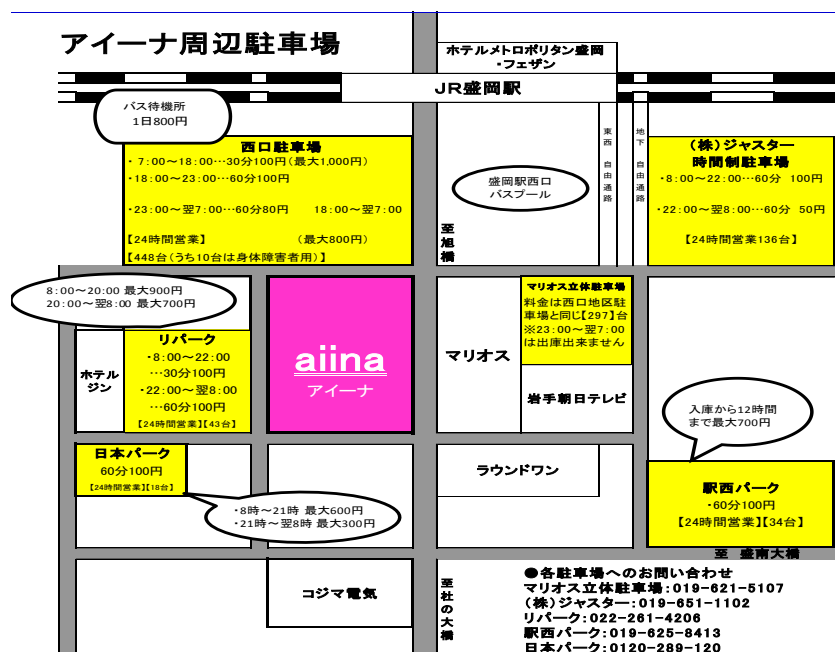 アイーナ周辺駐車場
ホテルメトロポリタン盛岡
・フェザン
JR盛岡駅
バス待機所
1日800円
西口駐車場
・7:00～18:00…30分100円(最大1,000円)
・18:00～23:00…60分100円
・23:00～翌7:00…60分80円 18:00～翌7:00
【24時間営業】 (最大800円)
【448台(うち10台は身体障害者用)】
盛岡駅西口
バスプール
東西 自由通路
地下 自由通路
(株)ジャスター
時間制駐車場
・8:00～22:00…60分 100円
・22:00～翌8:00…60分 50円
【24時間営業136台】
至旭橋
8:00～20:00 最大900円
20:00～翌8:00 最大700円
ホテル
ジン
リパーク
・8:00～22:00
…30分100円
・22:00～翌8:00
…60分100円
【24時間営業】【43台】
aiina
アイーナ
マリオス
マリオス立体駐車場
料金は西口地区駐
車場と同じ【297】台
※23:00～翌7:00
は出庫出来ません
岩手朝日テレビ
入庫から12時間
まで最大700円
日本パーク
60分100円
【24時間営業】【18台】
・8時～21時 最大600円
・21時～翌8時 最大300円
ラウンドワン
駅西パーク
・60分100円
【24時間営業】【34台】
至 盛南大橋
コジマ電気
至杜の大橋
●各駐車場へのお問い合わせ
マリオス立体駐車場:019-621-5107
(株)ジャスター:019-651-1102
リパーク:022-261-4206
駅西パーク:019-625-8413
日本パーク:0120-289-120